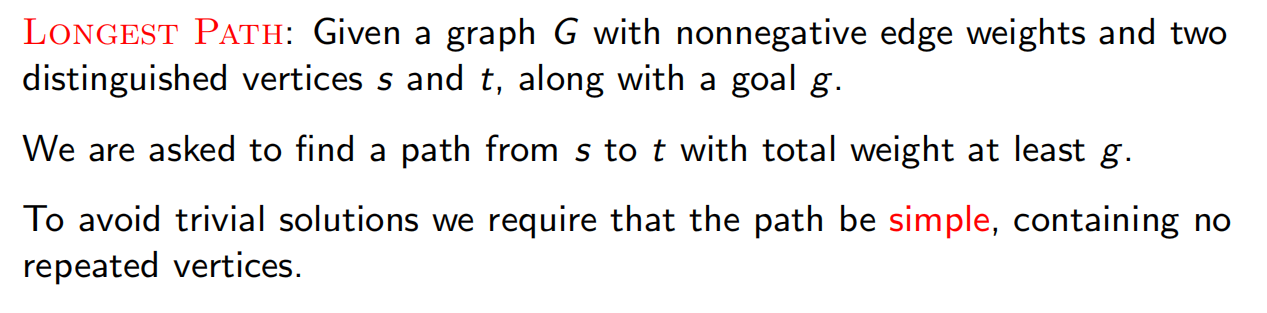 LONGEST PATH: Given a graph G with nonnegative edge weights and two
distinguished vertices s and t, along with a goal g.
We are asked to find a path from s to t with total weight at least g.
To avoid trivial solutions we require that the path be simple, containing no
repeated vertices.